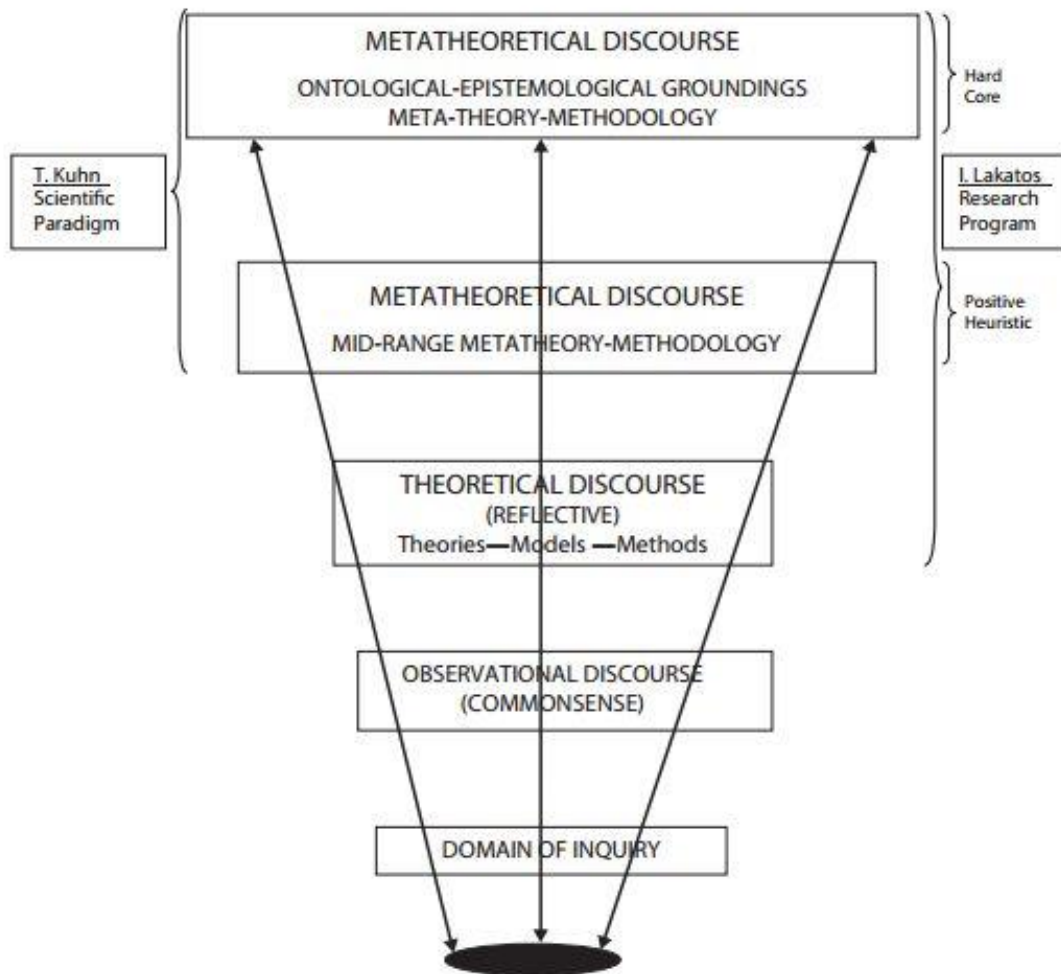 METATHEORETICAL DISCOURSE
ONTOLOGICAL-EPISTEMOLOGICAL GROUNDINGS
META-THEORY-METHODOLOGY
Hard
Core
T. Kuhn
Scientific
Paradigm
I. Lakatos
Research
Program
METATHEORETICAL DISCOURSE
MID-RANGE METATHEORY-METHODOLOGY
Positive
Heuristic
THEORETICAL DISCOURSE
(REFLECTIVE)
Theories—Models —Methods
OBSERVATIONAL DISCOURSE
(COMMONSENSE)
DOMAIN OF INQUIRY